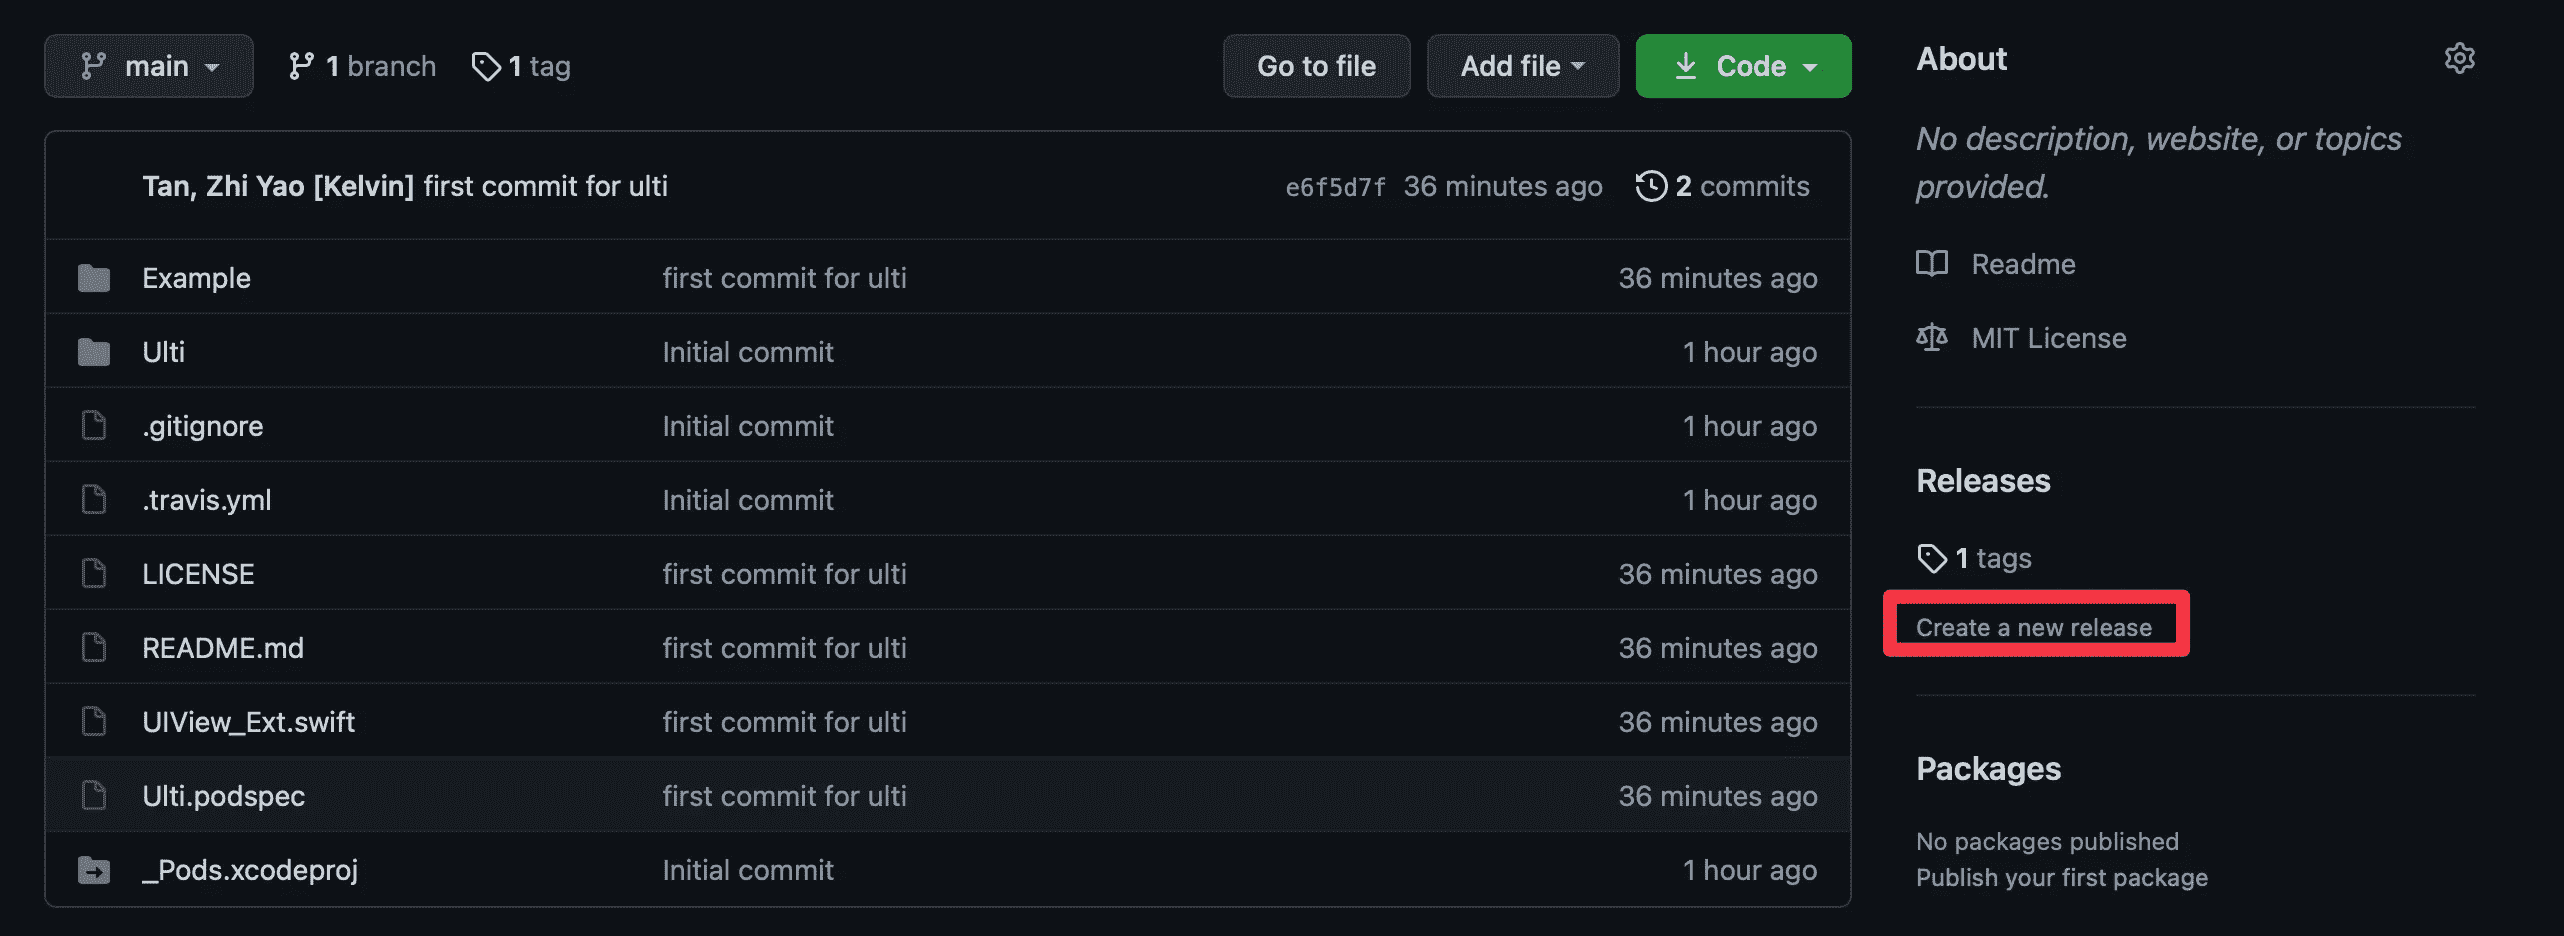 main 1 branch 1 tag Go to file Add file Code
Tan, Zhi Yao [Kelvin] first commit for ulti e6f5d7f 36 minutes ago 2 commits
Example first commit for ulti 36 minutes ago
Ulti Initial commit 1 hour ago
.gitignore Initial commit 1 hour ago
.travis.yml Initial commit 1 hour ago
LICENSE first commit for ulti 36 minutes ago
README.md first commit for ulti 36 minutes ago
UIView_Ext.swift first commit for ulti 36 minutes ago
Ulti.podspec first commit for ulti 36 minutes ago
_Pods.xcodeproj Initial commit 1 hour ago
About
No description, website, or topics
provided.
Readme
MIT License
Releases
1 tags
Create a new release
Packages
No packages published
Publish your first package